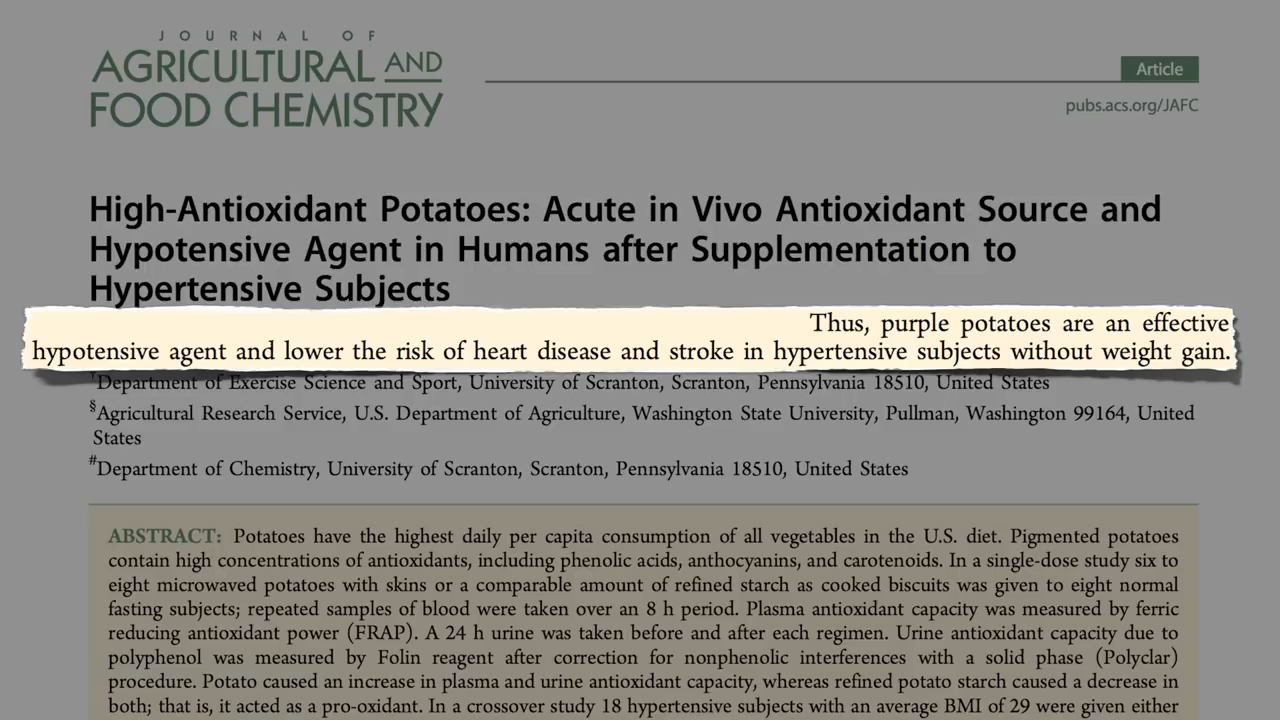 JOURNAL OF
AGRICULTURAL AND
FOOD CHEMISTRY
Article
pubs.acs.org/JAFC
High-Antioxidant Potatoes: Acute in Vivo Antioxidant Source and
Hypotensive Agent in Humans after Supplementation to
Hypertensive Subjects
Thus, purple potatoes are an effective
hypotensive agent and lower the risk of heart disease and stroke in hypertensive subjects without weight gain.
Department of Exercise Science and Sport, University of Scranton, Scranton, Pennsylvania 18510, United States
§Agricultural Research Service, U.S. Department of Agriculture, Washington State University, Pullman, Washington 99164, United
States
#Department of Chemistry, University of Scranton, Scranton, Pennsylvania 18510, United States
ABSTRACT: Potatoes have the highest daily per capita consumption of all vegetables in the U.S. diet. Pigmented potatoes
contain high concentrations of antioxidants, including phenolic acids, anthocyanins, and carotenoids. In a single-dose study six to
eight microwaved potatoes with skins or a comparable amount of refined starch as cooked biscuits was given to eight normal
fasting subjects; repeated samples of blood were taken over an 8 h period. Plasma antioxidant capacity was measured by ferric
reducing antioxidant power (FRAP). A 24 h urine was taken before and after each regimen. Urine antioxidant capacity due to
polyphenol was measured by Folin reagent after correction for nonphenolic interferences with a solid phase (Polyclar)
procedure. Potato caused an increase in plasma and urine antioxidant capacity, whereas refined potato starch caused a decrease in
both; that is, it acted as a pro-oxidant. In a crossover study 18 hypertensive subjects with an average BMI of 29 were given either